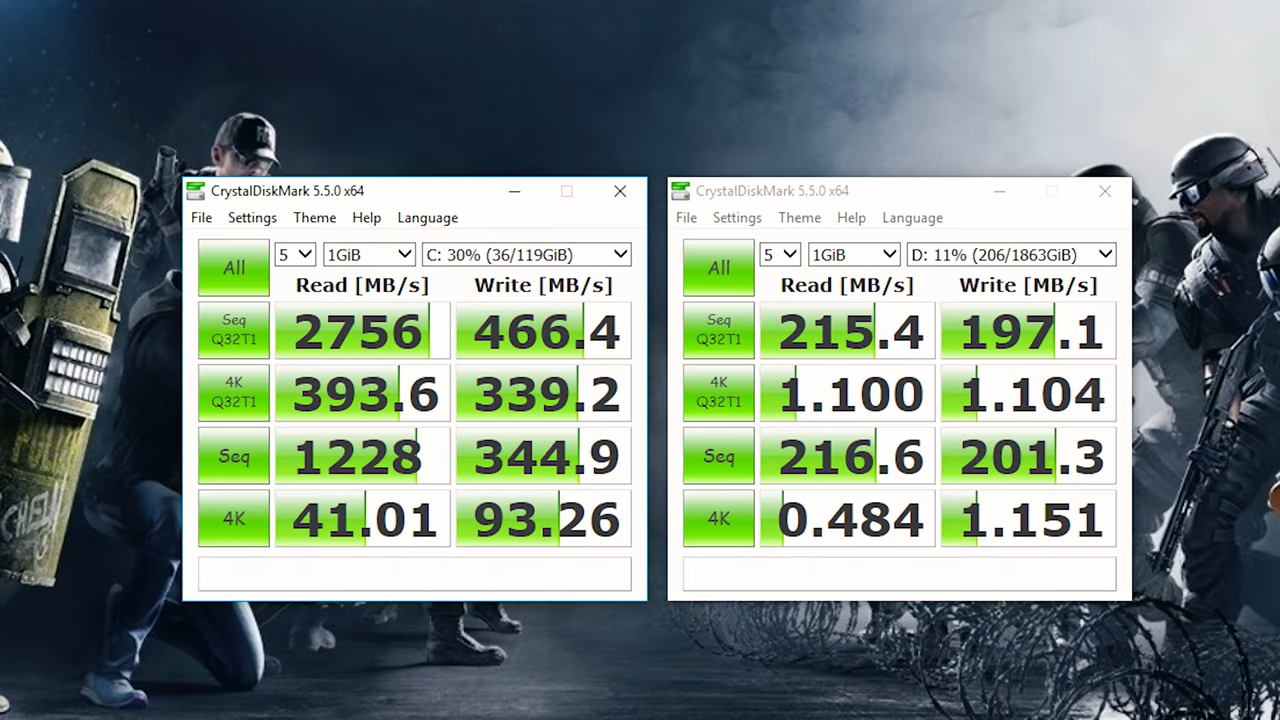 CrystalDiskMark 5.5.0 x64
File Settings Theme Help Language
All 5 1GiB C: 30% (36/119GiB)
Read [MB/s] Write [MB/s]
Seq Q32T1 2756 466.4
4K Q32T1 393.6 339.2
Seq 1228 344.9
4K 41.01 93.26
CrystalDiskMark 5.5.0 x64
File Settings Theme Help Language
All 5 1GiB D: 11% (206/1863GiB)
Read [MB/s] Write [MB/s]
Seq Q32T1 215.4 197.1
4K Q32T1 1.100 1.104
Seq 216.6 201.3
4K 0.484 1.151